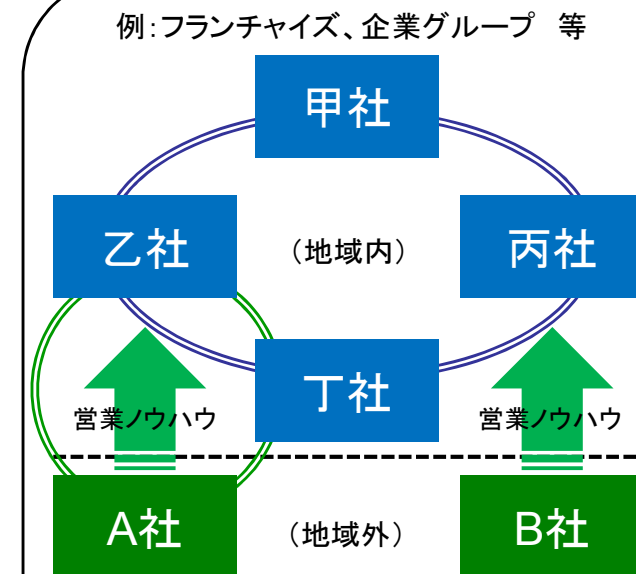 例：フランチャイズ、企業グループ　等
甲社
乙社
（地域内）
丙社
丁社
営業ノウハウ
営業ノウハウ
A社
（地域外）
B社